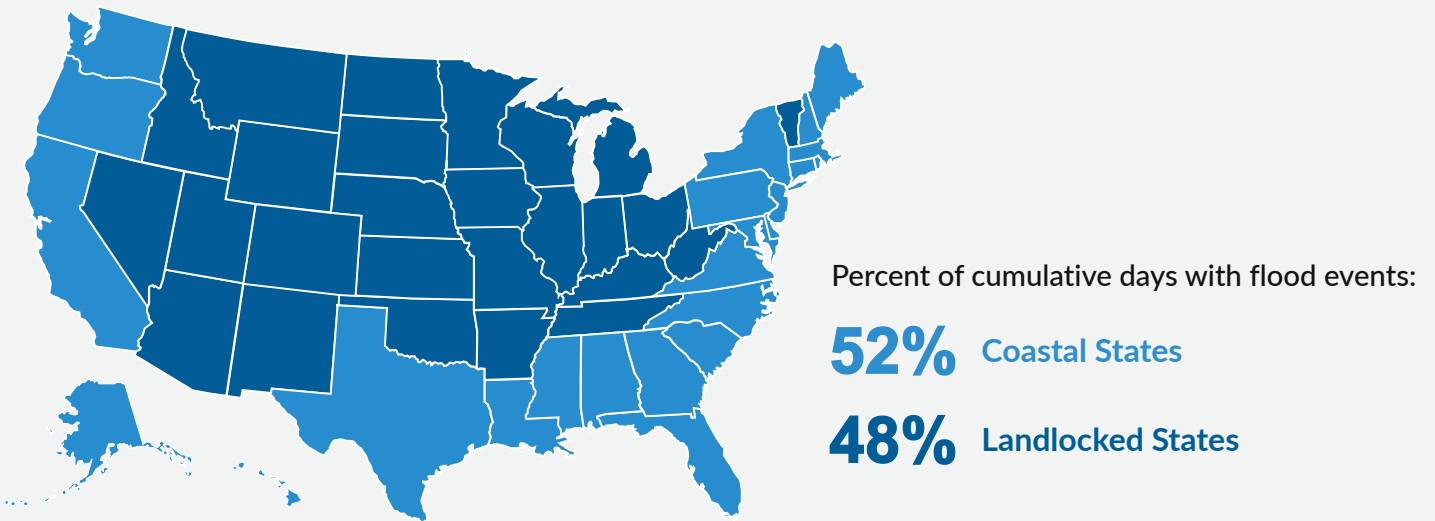 Percent of cumulative days with flood events:
52% Coastal States
48% Landlocked States